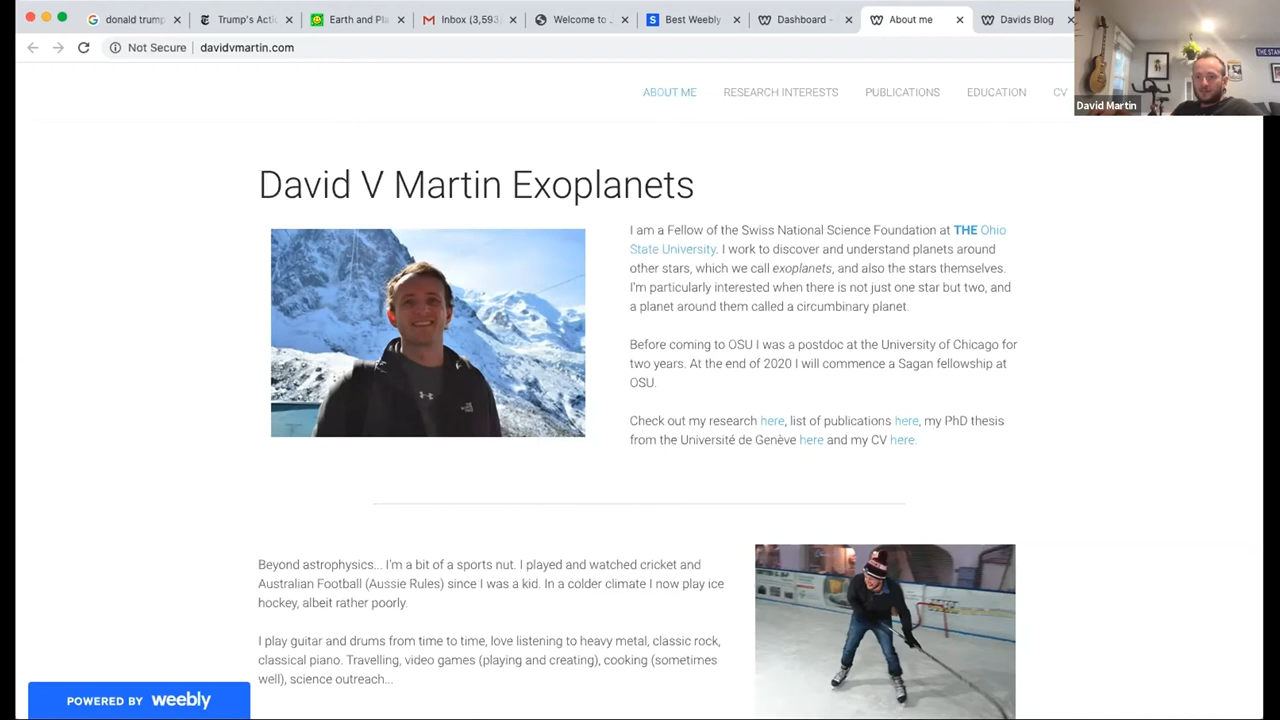 donald trump
Trump's Acti
Earth and Pla
Inbox (3,593
Welcome to
Best Weebly
Dashboard -
About me
Davids Blog
Not Secure
davidvmartin.com
THE STAN
David Martin
ABOUT ME
RESEARCH INTERESTS
PUBLICATIONS
EDUCATION
CV
David V Martin Exoplanets
I am a Fellow of the Swiss National Science Foundation at THE Ohio
State University. I work to discover and understand planets around
other stars, which we call exoplanets, and also the stars themselves.
I'm particularly interested when there is not just one star but two, and
a planet around them called a circumbinary planet.
Before coming to OSU I was a postdoc at the University of Chicago for
two years. At the end of 2020 I will commence a Sagan fellowship at
OSU.
Check out my research here, list of publications here, my PhD thesis
from the Université de Genève here and my CV here.
Beyond astrophysics... I'm a bit of a sports nut. I played and watched cricket and
Australian Football (Aussie Rules) since I was a kid. In a colder climate I now play ice
hockey, albeit rather poorly.
I play guitar and drums from time to time, love listening to heavy metal, classic rock,
classical piano. Travelling, video games (playing and creating), cooking (sometimes
well), science outreach...
POWERED BY weebly